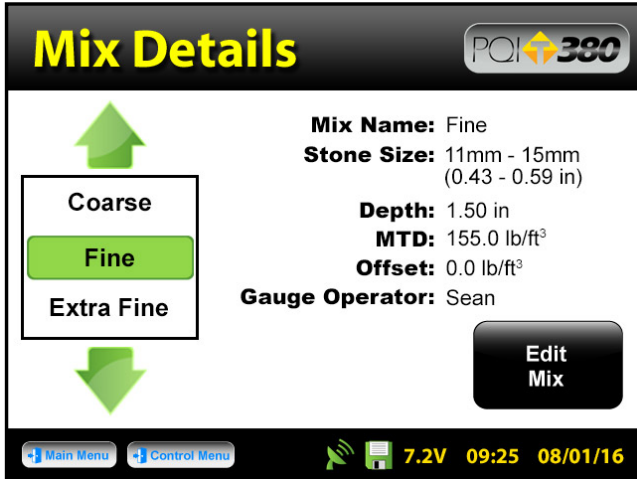 Mix Details
PQI T 380
Coarse
Fine
Extra Fine
Mix Name: Fine
Stone Size: 11mm - 15mm
(0.43 - 0.59 in)
Depth: 1.50 in
MTD: 155.0 lb/ft³
Offset: 0.0 lb/ft³
Gauge Operator: Sean
Edit
Mix
Main Menu
Control Menu
7.2V 09:25 08/01/16